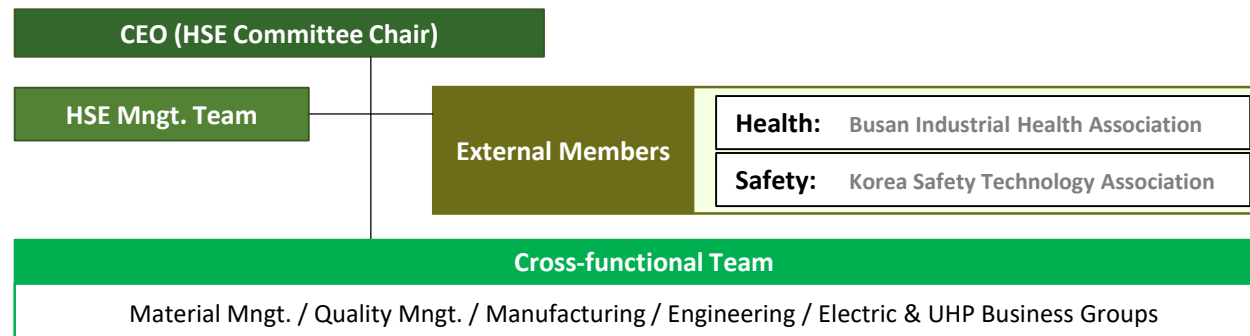 CEO (HSE Committee Chair)
HSE Mngt. Team
External Members
Health: Busan Industrial Health Association
Safety: Korea Safety Technology Association
Cross-functional Team
Material Mngt. / Quality Mngt. / Manufacturing / Engineering / Electric & UHP Business Groups